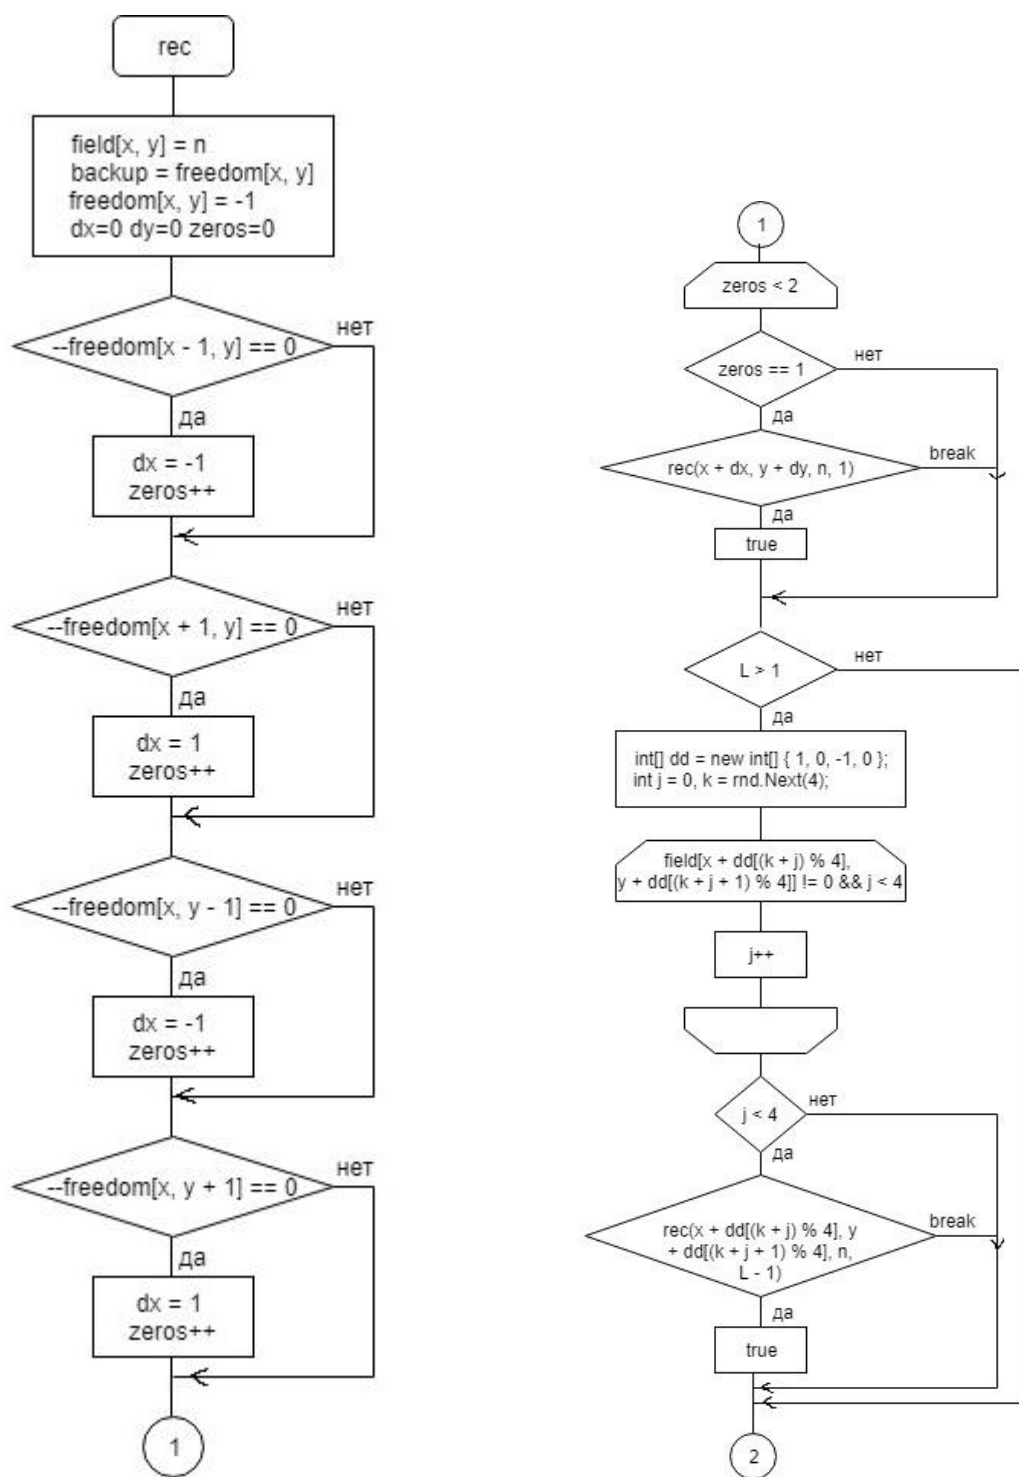 rec
field[x, y] = n
backup = freedom[x, y]
freedom[x, y] = -1
dx=0 dy=0 zeros=0
--freedom[x - 1, y] == 0
нет
да
dx = -1
zeros++
--freedom[x + 1, y] == 0
нет
да
dx = 1
zeros++
--freedom[x, y - 1] == 0
нет
да
dx = -1
zeros++
--freedom[x, y + 1] == 0
нет
да
dx = 1
zeros++
1
1
zeros < 2
zeros == 1
нет
да
rec(x + dx, y + dy, n, 1)
break
да
true
L > 1
нет
да
int[] dd = new int[] { 1, 0, -1, 0 };
int j = 0, k = rnd.Next(4);
field[x + dd[(k + j) % 4],
y + dd[(k + j + 1) % 4]] != 0 && j < 4
j++
j < 4
нет
да
rec(x + dd[(k + j) % 4], y
+ dd[(k + j + 1) % 4], n,
L - 1)
break
да
true
2